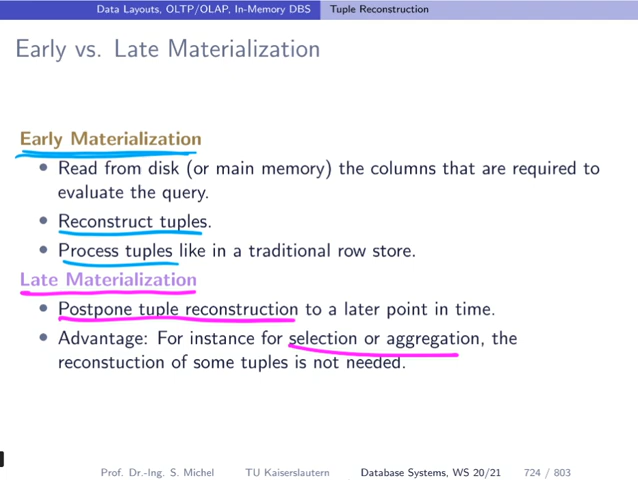 Data Layouts, OLTP/OLAP, In-Memory DBS Tuple Reconstruction
Early vs. Late Materialization
Early Materialization
• Read from disk (or main memory) the columns that are required to
evaluate the query.
• Reconstruct tuples.
• Process tuples like in a traditional row store.
Late Materialization
• Postpone tuple reconstruction to a later point in time.
• Advantage: For instance for selection or aggregation, the
reconstuction of some tuples is not needed.
Prof. Dr.-Ing. S. Michel TU Kaiserslautern Database Systems, WS 20/21 724 / 803